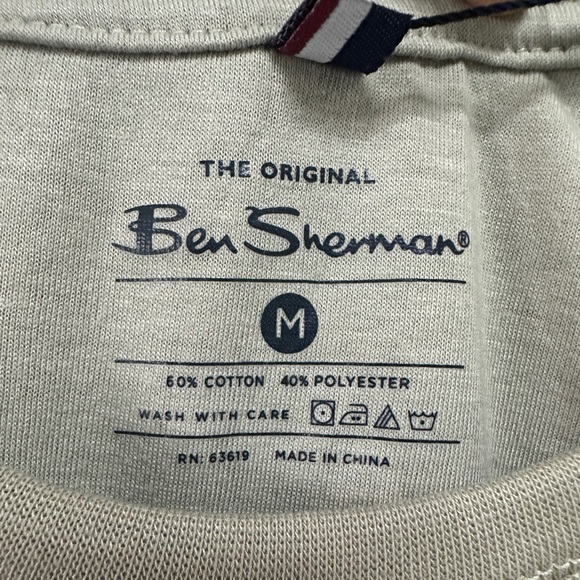 THE ORIGINAL
Ben Sherman®
M
60% COTTON 40% POLYESTER
WASH WITH CARE
RN: 63619 MADE IN CHINA